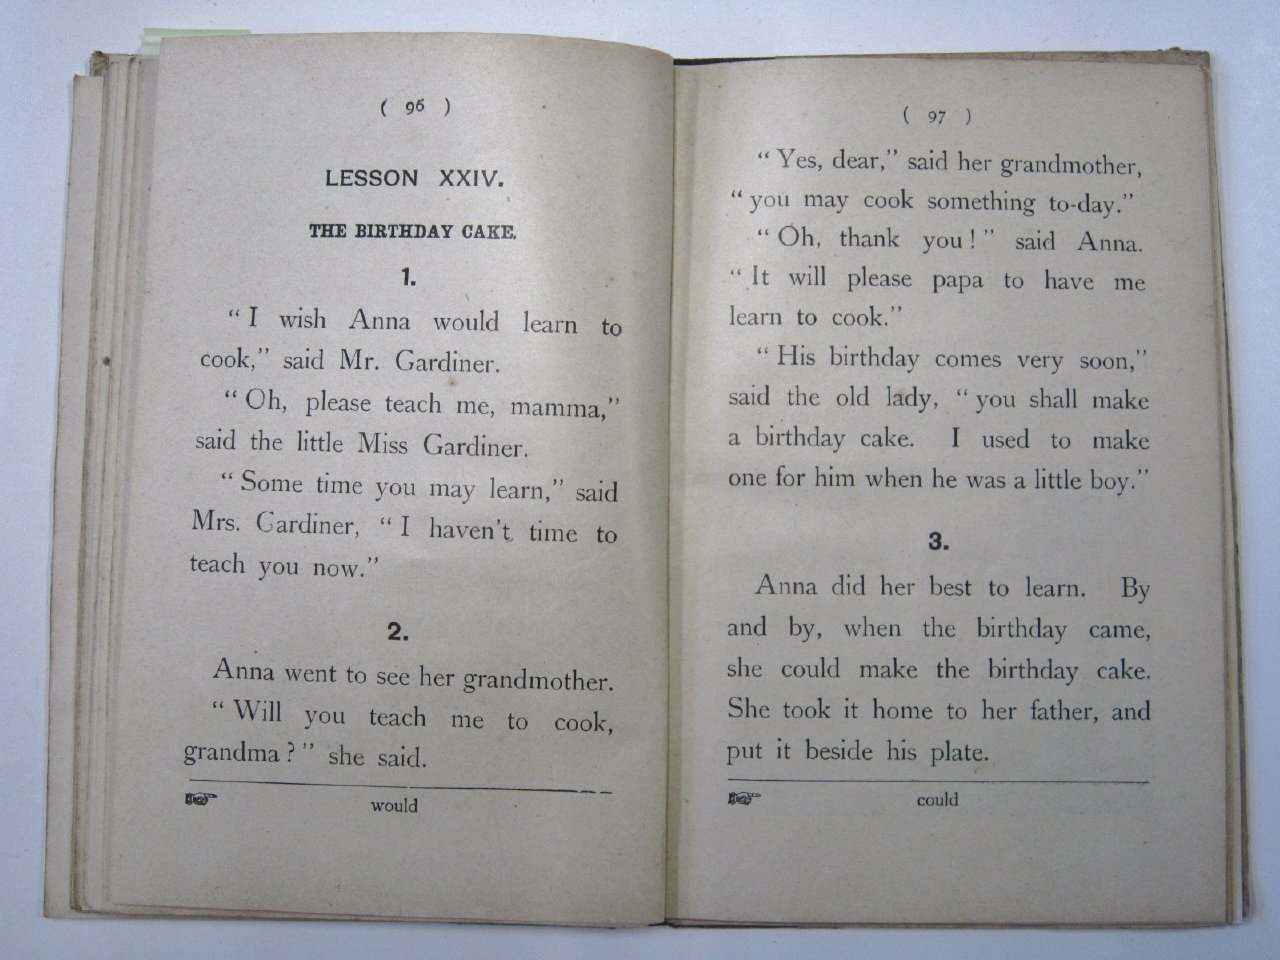 ( 96 )
LESSON XXIV.
THE BIRTHDAY CAKE.
1.
“ I wish Anna would learn to
cook,” said Mr. Gardiner.
“ Oh, please teach me, mamma,”
said the little Miss Gardiner.
“ Some time you may learn,” said
Mrs. Gardiner, “ I haven't time to
teach you now.”
2.
Anna went to see her grandmother.
“ Will you teach me to cook,
grandma ? ” she said.
☞ would
( 97 )
“ Yes, dear,” said her grandmother,
“ you may cook something to-day.”
“ Oh, thank you ! ” said Anna.
“ It will please papa to have me
learn to cook.”
“ His birthday comes very soon,”
said the old lady, “ you shall make
a birthday cake. I used to make
one for him when he was a little boy.”
3.
Anna did her best to learn. By
and by, when the birthday came,
she could make the birthday cake.
She took it home to her father, and
put it beside his plate.
☞ could